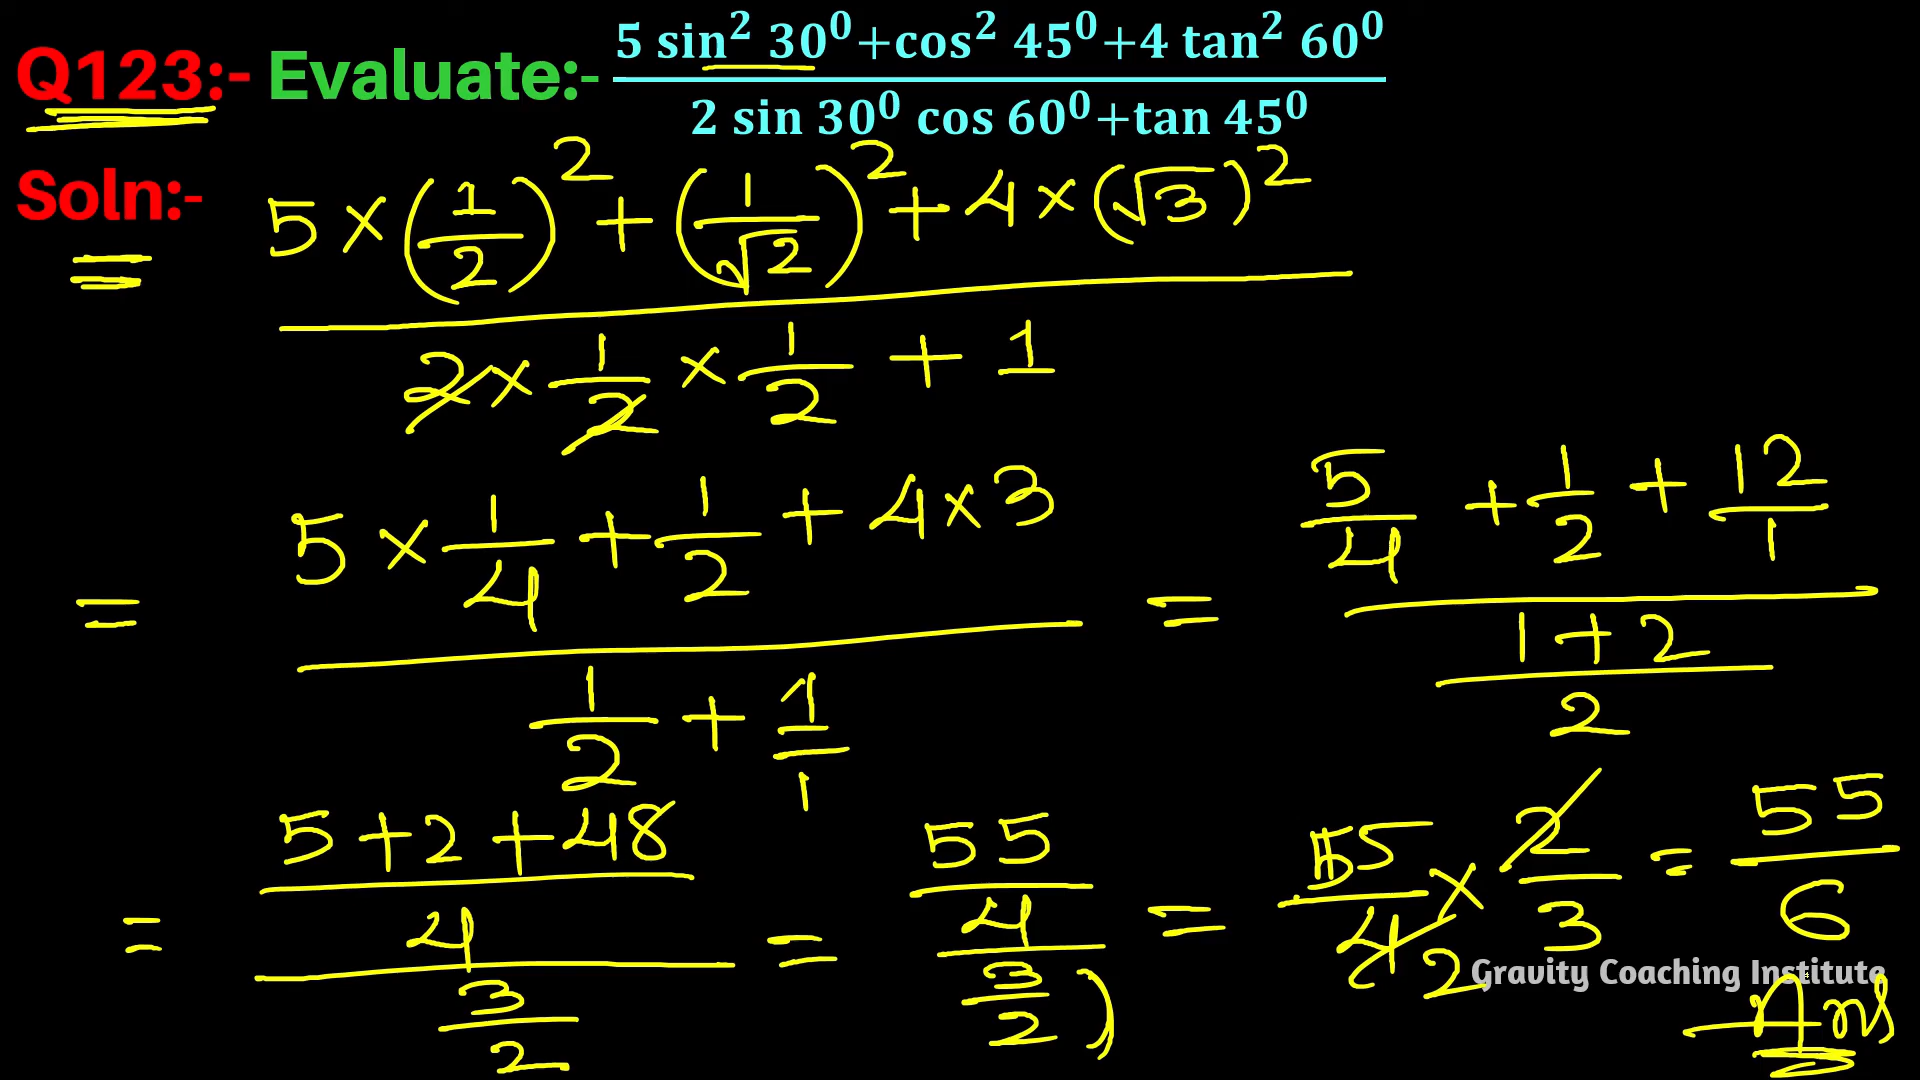 Q123:- Evaluate:- (5 sin² 30⁰+cos² 45⁰+4 tan² 60⁰)/(2 sin 30⁰ cos 60⁰+tan 45⁰)
Soln:- (5 × (1/2)² + (1/√2)² + 4 × (√3)²)/(2 × 1/2 × 1/2 + 1)
= (5 × 1/4 + 1/2 + 4 × 3)/(1/2 + 1/1) = (5/4 + 1/2 + 12/1)/((1 + 2)/2)
= ((5 + 2 + 48)/4)/(3/2) = (55/4)/(3/2) ) = 55/4 2 × 2/3 = 55/6
Gravity Coaching Institute
Ans